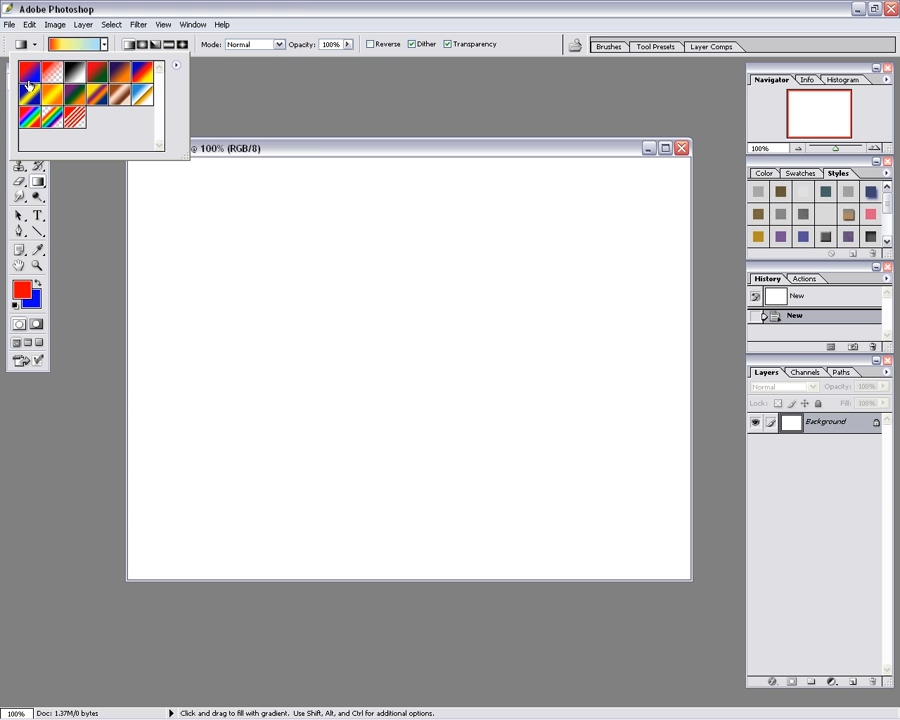 Adobe Photoshop
File Edit Image Layer Select Filter View Window Help
Mode: Normal Opacity: 100% Reverse Dither Transparency Brushes Tool Presets Layer Comps
@ 100% (RGB/8)
Navigator Info Histogram
100%
Color Swatches Styles
History Actions
New
New
Layers Channels Paths
Normal Opacity: 100%
Lock: Fill: 100%
Background
T
100% Doc: 1.37M/0 bytes Click and drag to fill with gradient. Use Shift, Alt, and Ctrl for additional options.